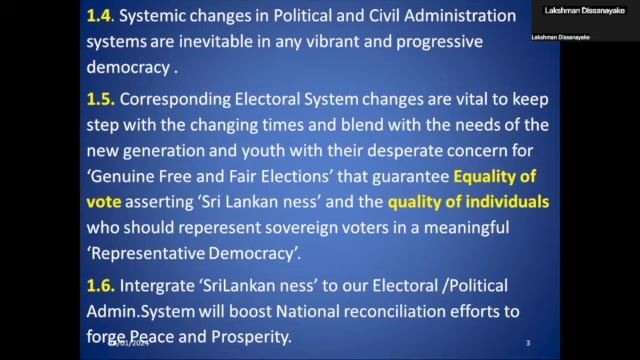 1.4. Systemic changes in Political and Civil Administration
systems are inevitable in any vibrant and progressive
democracy .
1.5. Corresponding Electoral System changes are vital to keep
step with the changing times and blend with the needs of the
new generation and youth with their desperate concern for
‘Genuine Free and Fair Elections’ that guarantee Equality of
vote asserting ‘Sri Lankan ness’ and the quality of individuals
who should reperesent sovereign voters in a meaningful
‘Representative Democracy’.
1.6. Intergrate ‘SriLankan ness’ to our Electoral /Political
Admin.System will boost National reconciliation efforts to
forge Peace and Prosperity.
3
Lakshman Dissanayake
Lakshman Dissanayake